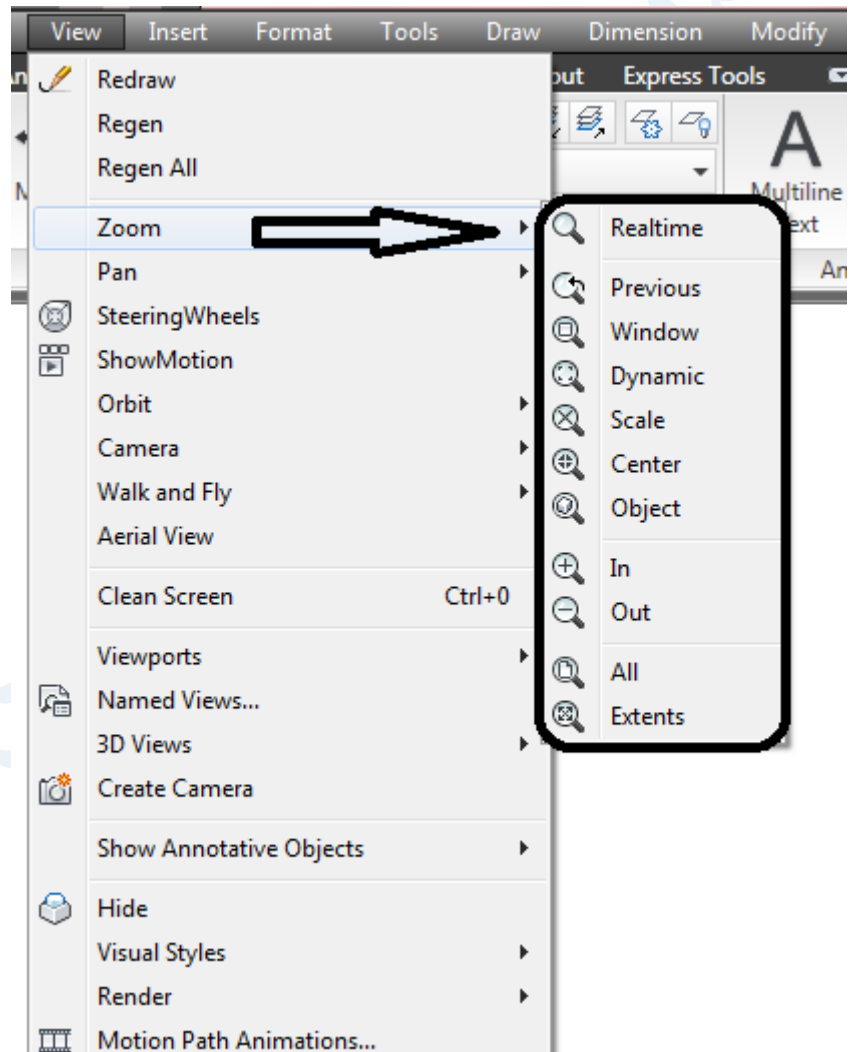 View Insert Format Tools Draw Dimension Modify
out Express Tools
Redraw
Regen
Regen All
Multiline
ext
An
Zoom
Pan
SteeringWheels
ShowMotion
Orbit
Camera
Walk and Fly
Aerial View
Clean Screen Ctrl+0
Viewports
Named Views...
3D Views
Create Camera
Show Annotative Objects
Hide
Visual Styles
Render
Motion Path Animations...
Realtime
Previous
Window
Dynamic
Scale
Center
Object
In
Out
All
Extents